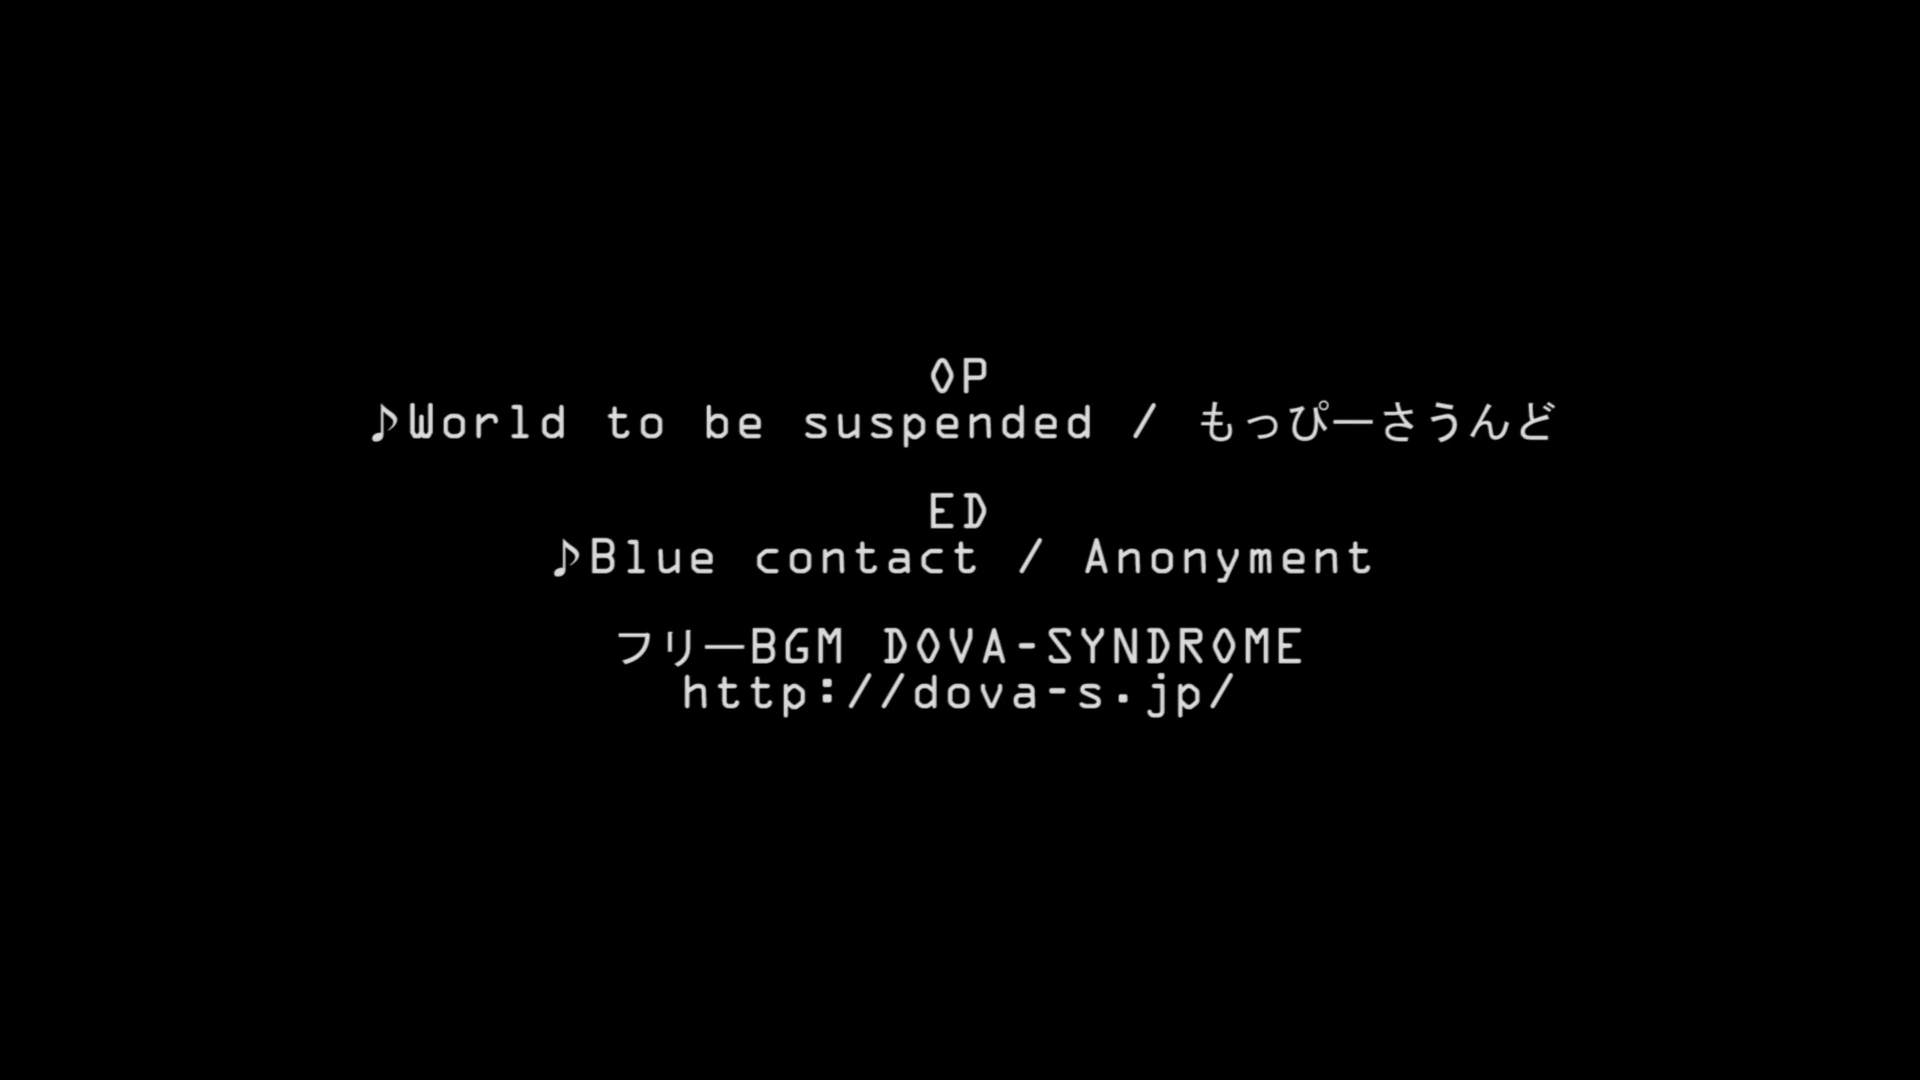 OP
♪World to be suspended / もっぴーさうんど
ED
♪Blue contact / Anonyment
フリーBGM DOVA-SYNDROME
http://dova-s.jp/